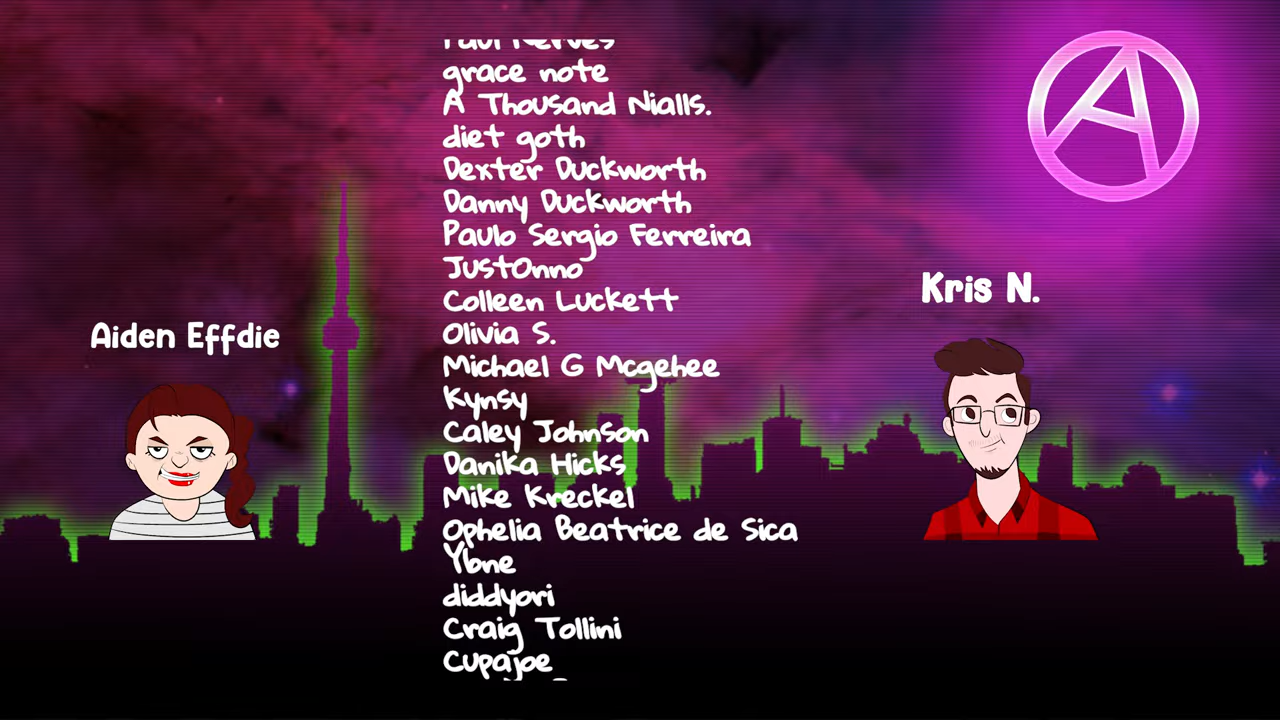 Paul Nerves
grace note
A Thousand Nialls.
diet goth
Dexter Duckworth
Danny Duckworth
Paulo Sergio Ferreira
JustOnno
Colleen Luckett
Olivia S.
Michael G Mcgehee
Kynsy
Caley Johnson
Danika Hicks
Mike Kreckel
Ophelia Beatrice de Sica
Ybne
diddyori
Craig Tollini
Cupajoe
Aiden Effdie
Kris N.